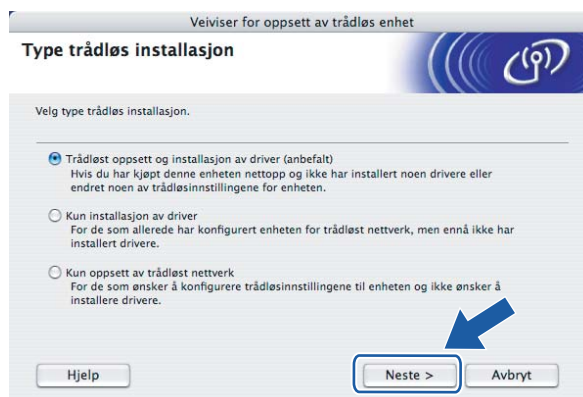 Veiviser for oppsett av trådløs enhet
Type trådløs installasjon
Velg type trådløs installasjon.
Trådløst oppsett og installasjon av driver (anbefalt)
Hvis du har kjøpt denne enheten nettopp og ikke har installert noen drivere eller
endret noen av trådløsinnstillingene for enheten.
Kun installasjon av driver
For de som allerede har konfigurert enheten for trådløst nettverk, men ennå ikke har
installert drivere.
Kun oppsett av trådløst nettverk
For de som ønsker å konfigurere trådløsinnstillingene til enheten og ikke ønsker å
installere drivere.
Hjelp
Neste >
Avbryt